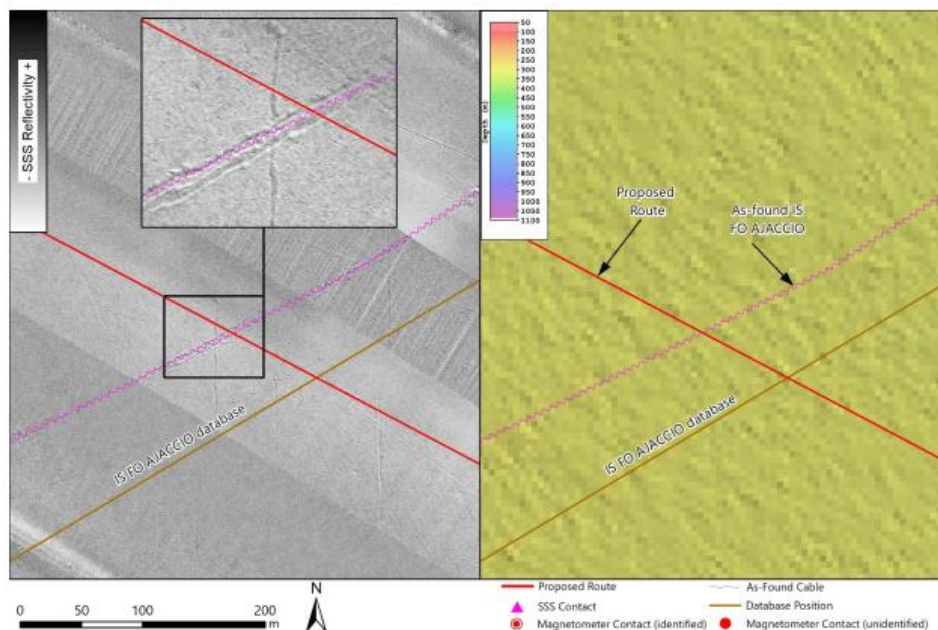 - SSS Reflectivity +
Depth (m)
50
100
150
200
250
300
350
400
450
500
550
600
650
700
750
800
850
900
950
1000
1050
1100
Proposed
Route
As-found IS
FO AJACCIO
IS FO AJACCIO database
IS FO AJACCIO database
0 50 100 200
m
N
Proposed Route
As-Found Cable
SSS Contact
Database Position
Magnetometer Contact (identified)
Magnetometer Contact (unidentified)